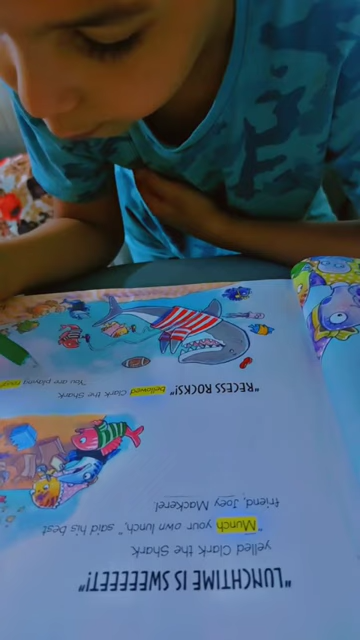 "LUNCHTIME IS SWEEEEEET!"
yelled Clark the Shark.
"Munch your own lunch," said his best
friend, Joey Mackerel.
"RECESS ROCKS!" bellowed Clark the Shark.
"You are playing